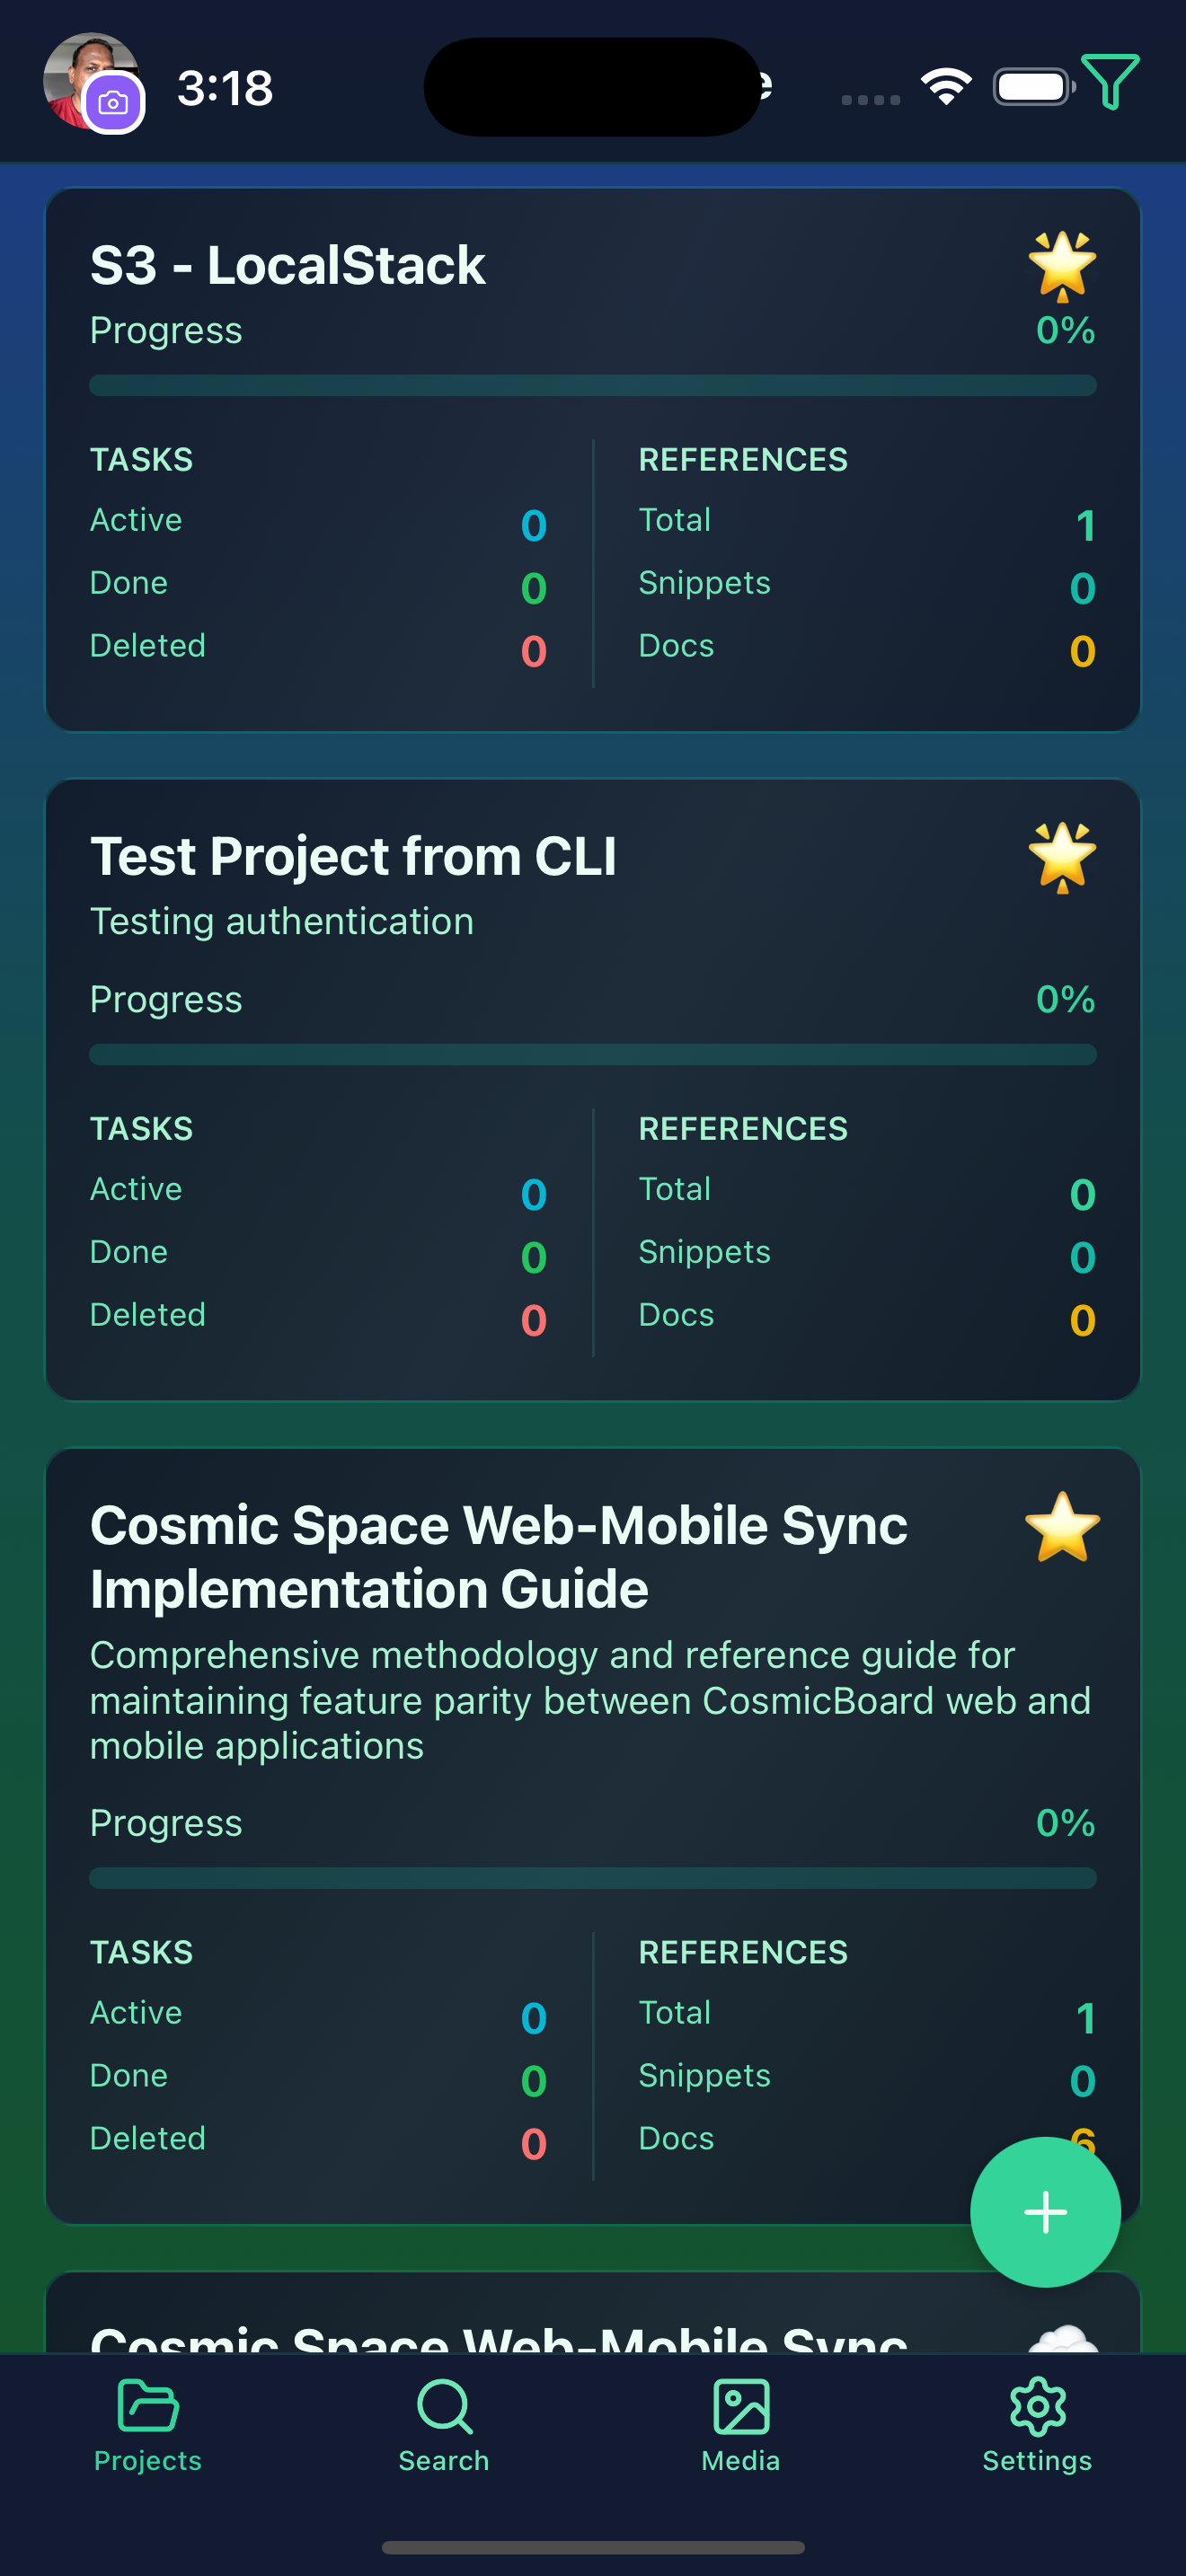 3:18
S3 - LocalStack
Progress 0%
TASKS
Active 0
Done 0
Deleted 0
REFERENCES
Total 1
Snippets 0
Docs 0
Test Project from CLI
Testing authentication
Progress 0%
TASKS
Active 0
Done 0
Deleted 0
REFERENCES
Total 0
Snippets 0
Docs 0
Cosmic Space Web-Mobile Sync
Implementation Guide
Comprehensive methodology and reference guide for
maintaining feature parity between CosmicBoard web and
mobile applications
Progress 0%
TASKS
Active 0
Done 0
Deleted 0
REFERENCES
Total 1
Snippets 0
Docs 6
Cosmic Space Web-Mobile Sync
Projects
Search
Media
Settings